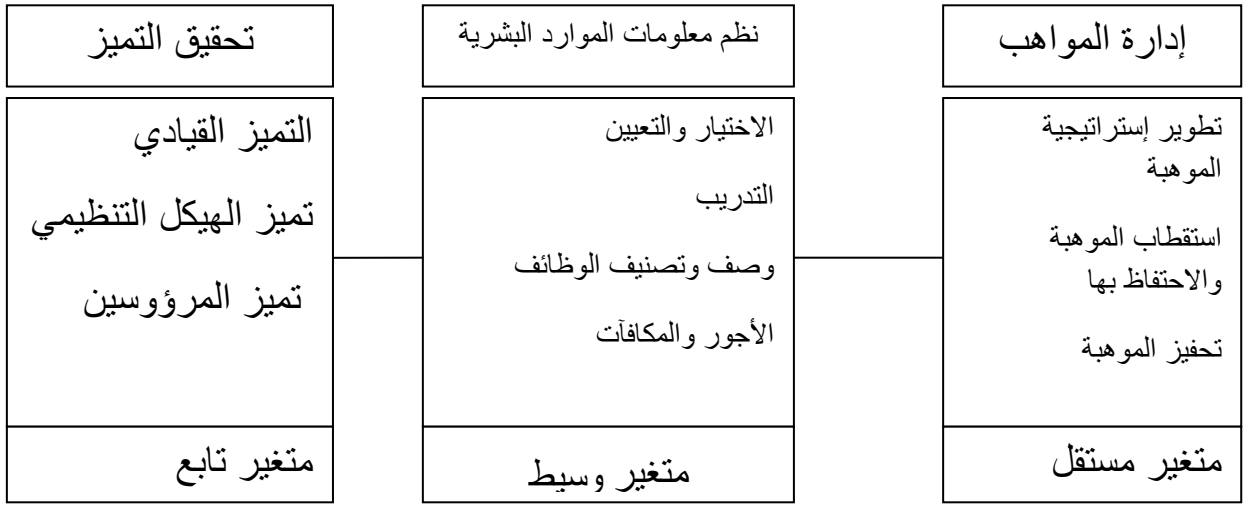 إدارة المواهب
تطوير إستراتيجية
الموهبة
استقطاب الموهبة
والاحتفاظ بها
تحفيز الموهبة
متغير مستقل
نظم معلومات الموارد البشرية
الاختيار والتعيين
التدريب
وصف وتصنيف الوظائف
الأجور والمكافآت
متغير وسيط
تحقيق التميز
التميز القيادي
تميز الهيكل التنظيمي
تميز المرؤوسين
متغير تابع